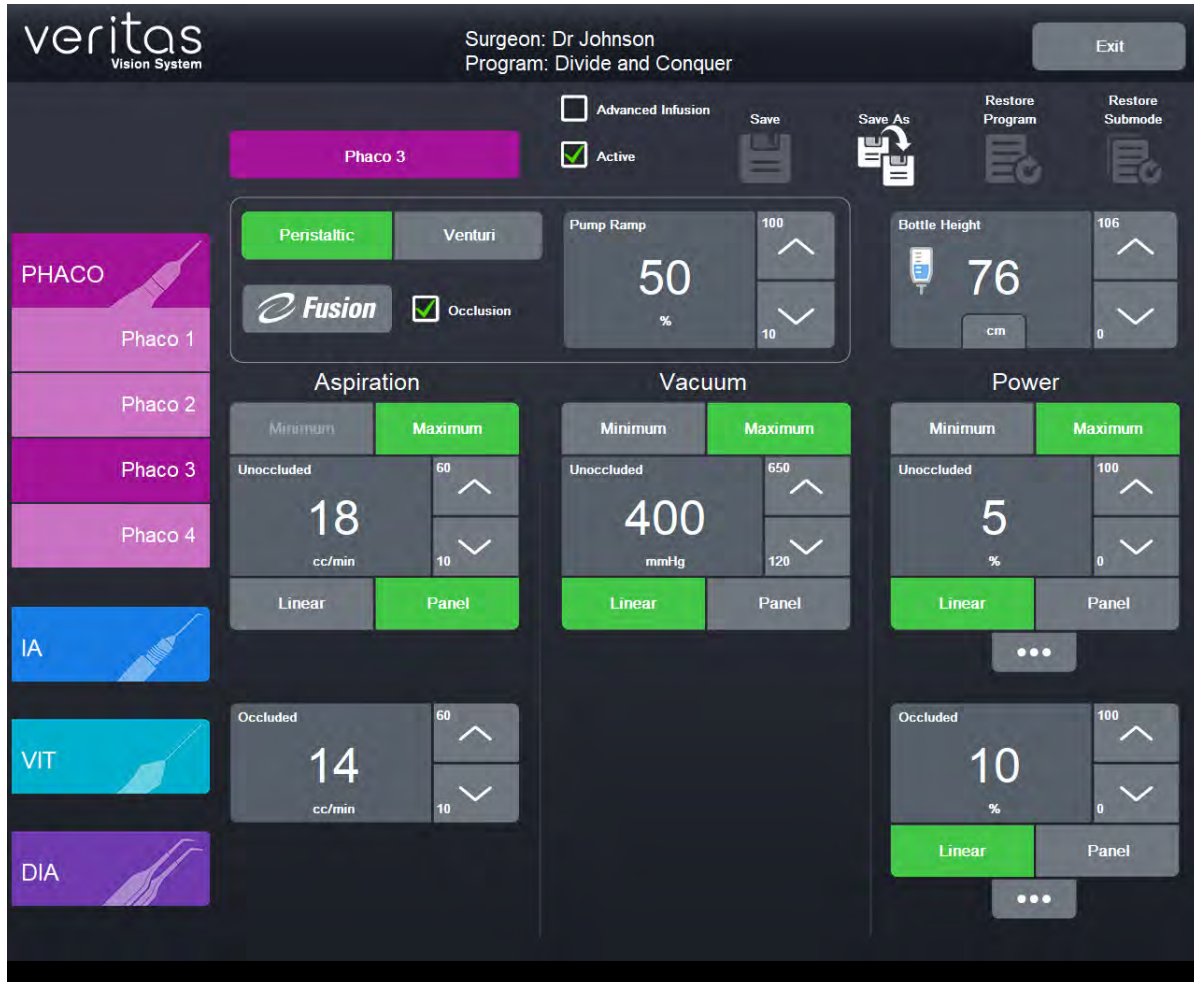 veritas
Vision System
Surgeon: Dr Johnson
Program: Divide and Conquer
Exit
Phaco 3
Advanced Infusion
Active
Save
Save As
Restore
Program
Restore
Submode
PHACO
Phaco 1
Phaco 2
Phaco 3
Phaco 4
IA
VIT
DIA
Peristaltic
Venturi
Fusion
Occlusion
Pump Ramp
50
%
100
10
Bottle Height
76
cm
106
0
Aspiration
Minimum
Maximum
Unoccluded
18
cc/min
60
10
Linear
Panel
Occluded
14
cc/min
60
10
Vacuum
Minimum
Maximum
Unoccluded
400
mmHg
650
120
Linear
Panel
Power
Minimum
Maximum
Unoccluded
5
%
100
0
Linear
Panel
Occluded
10
%
100
0
Linear
Panel